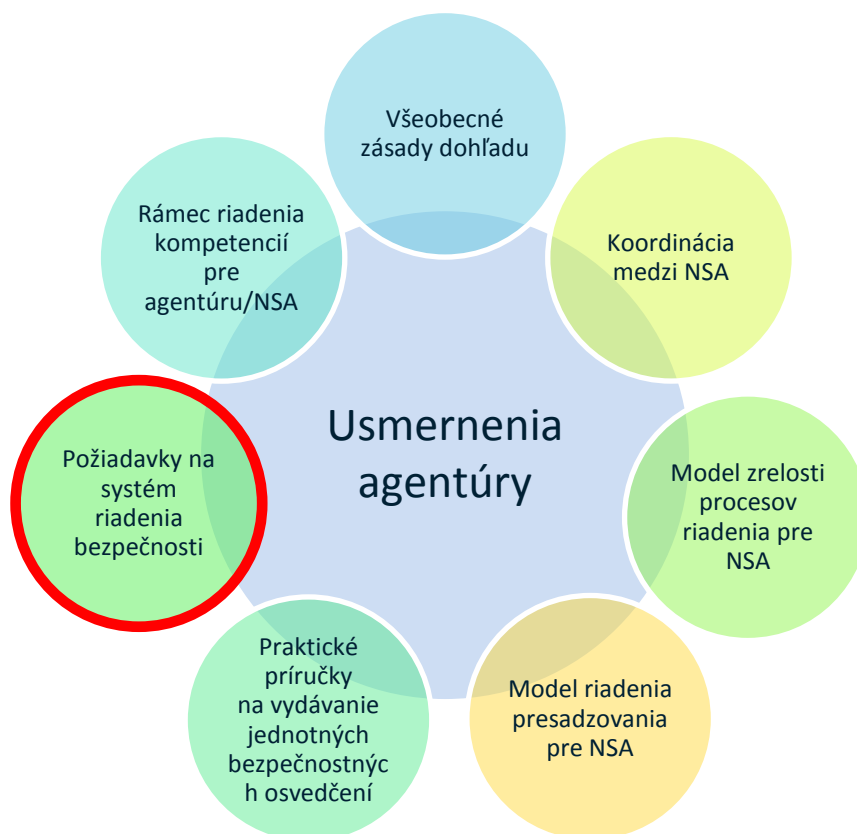 Všeobecné
zásady dohľadu
Koordinácia
medzi NSA
Model zrelosti
procesov
riadenia pre
NSA
Model riadenia
presadzovania
pre NSA
Praktické
príručky
na vydávanie
jednotných
bezpečnostnýc
h osvedčení
Požiadavky na
systém
riadenia
bezpečnosti
Rámec riadenia
kompetencií
pre
agentúru/NSA
Usmernenia
agentúry